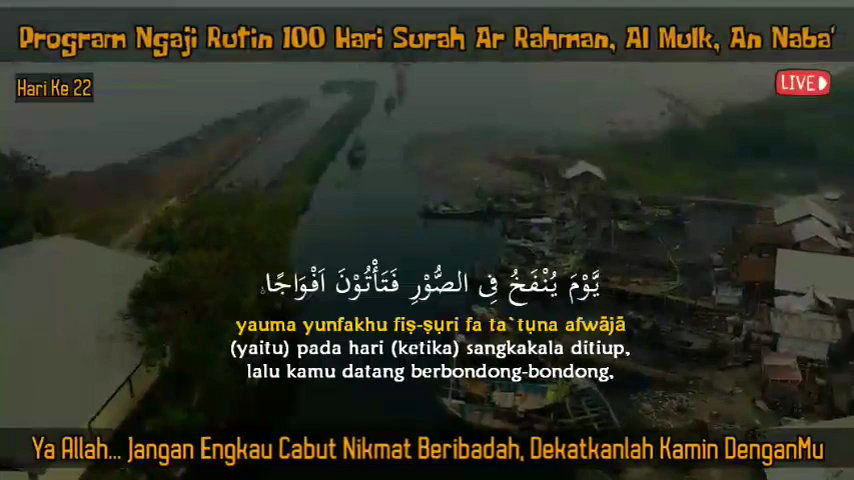 Program Ngaji Rutin 100 Hari Surah Ar Rahman, Al Mulk, An Naba'
Hari Ke 22
LIVE
يَّوْمَ يُنْفَخُ فِى الصُّوْرِ فَتَأْتُوْنَ اَفْوَاجًاۙ
yauma yunfakhu fiṣ-ṣụri fa ta`tụna afwājā
(yaitu) pada hari (ketika) sangkakala ditiup,
lalu kamu datang berbondong-bondong,
Ya Allah... Jangan Engkau Cabut Nikmat Beribadah, Dekatkanlah Kamin DenganMu